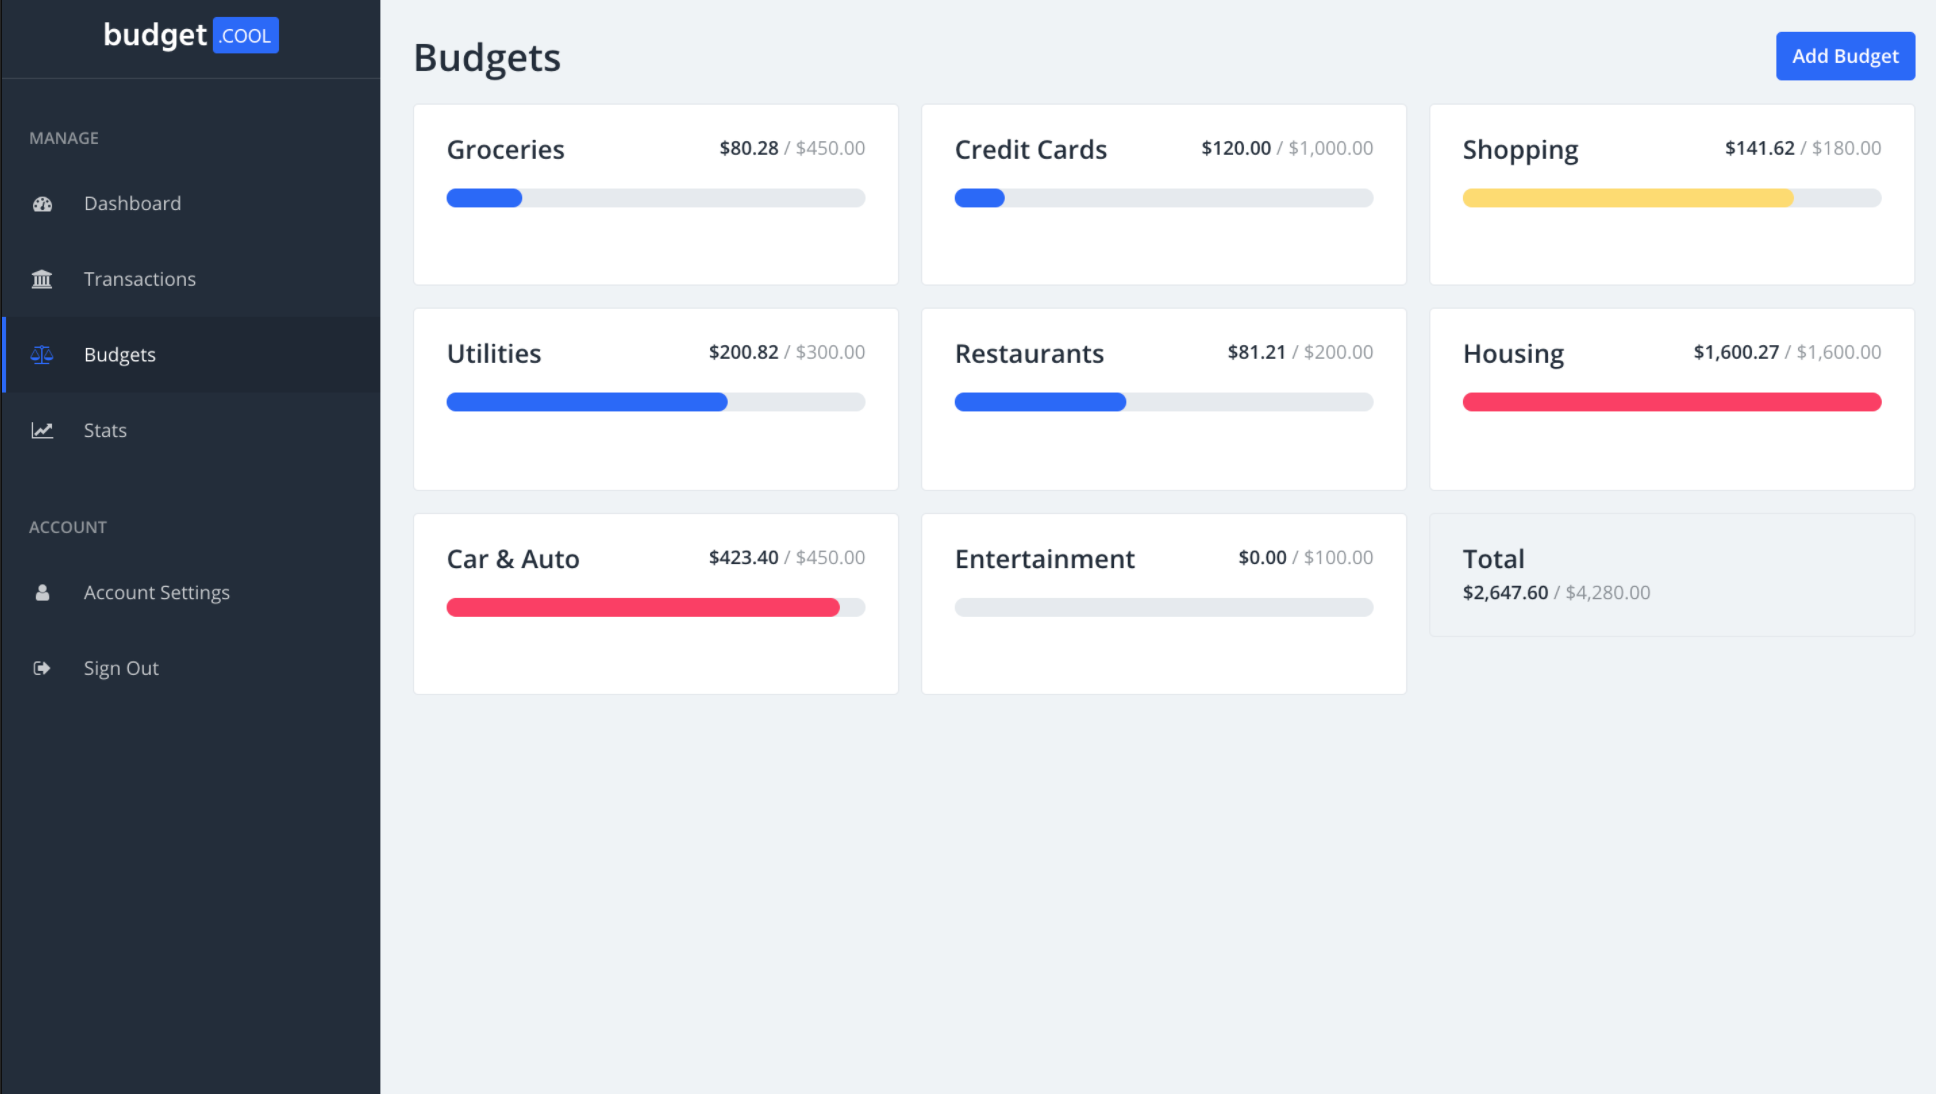 budget .COOL
MANAGE
Dashboard
Transactions
Budgets
Stats
ACCOUNT
Account Settings
Sign Out
Budgets
Add Budget
Groceries $80.28 / $450.00
Credit Cards $120.00 / $1,000.00
Shopping $141.62 / $180.00
Utilities $200.82 / $300.00
Restaurants $81.21 / $200.00
Housing $1,600.27 / $1,600.00
Car & Auto $423.40 / $450.00
Entertainment $0.00 / $100.00
Total
$2,647.60 / $4,280.00